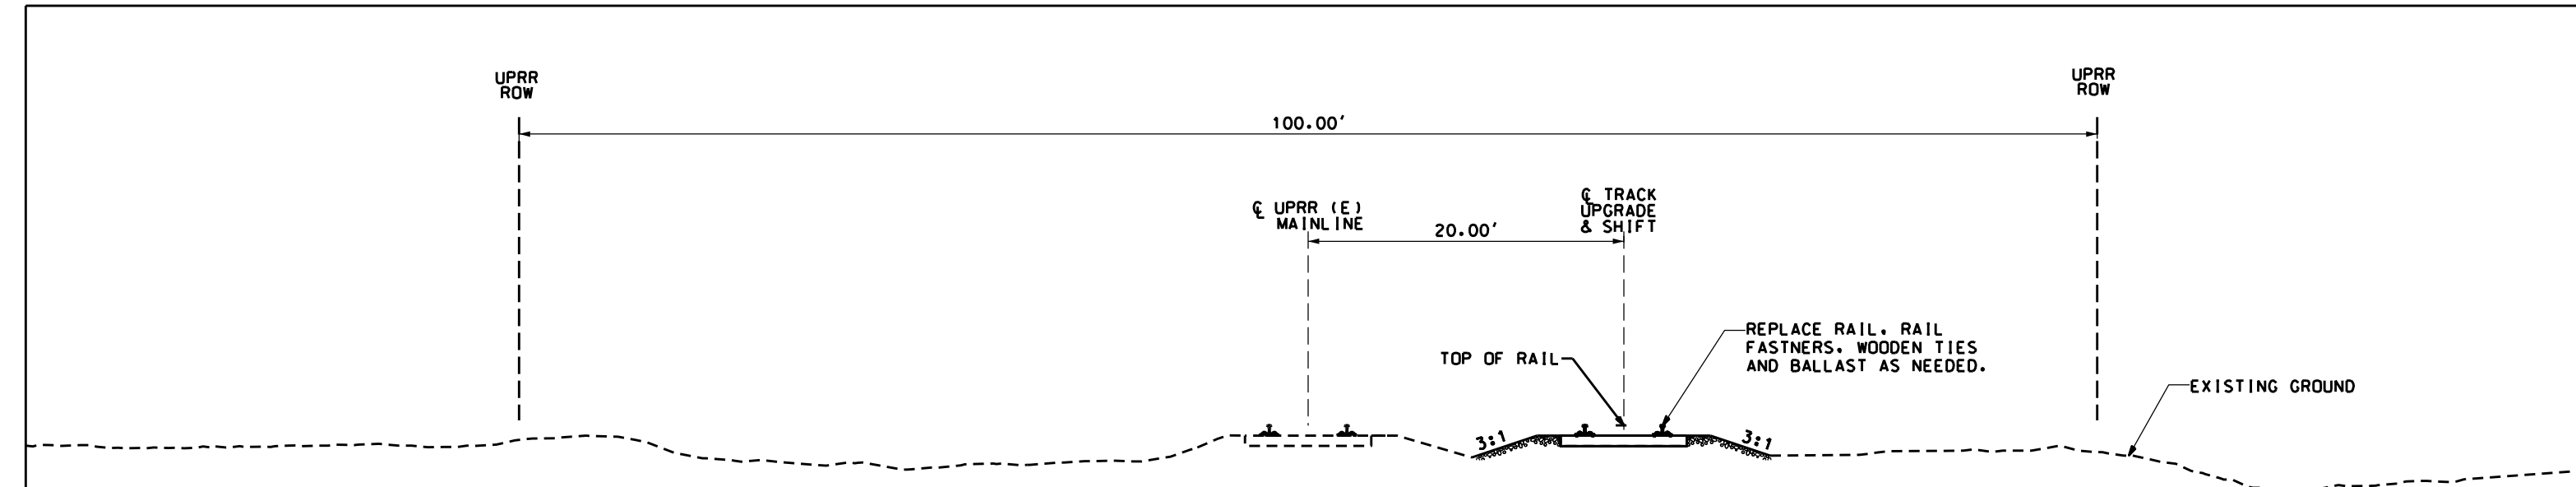 UPRR
ROW
UPRR
ROW
100.00'
℄ UPRR (E)
MAINLINE
20.00'
℄ TRACK
UPGRADE
& SHIFT
TOP OF RAIL
REPLACE RAIL, RAIL
FASTNERS, WOODEN TIES
AND BALLAST AS NEEDED.
EXISTING GROUND
3:1
3:1